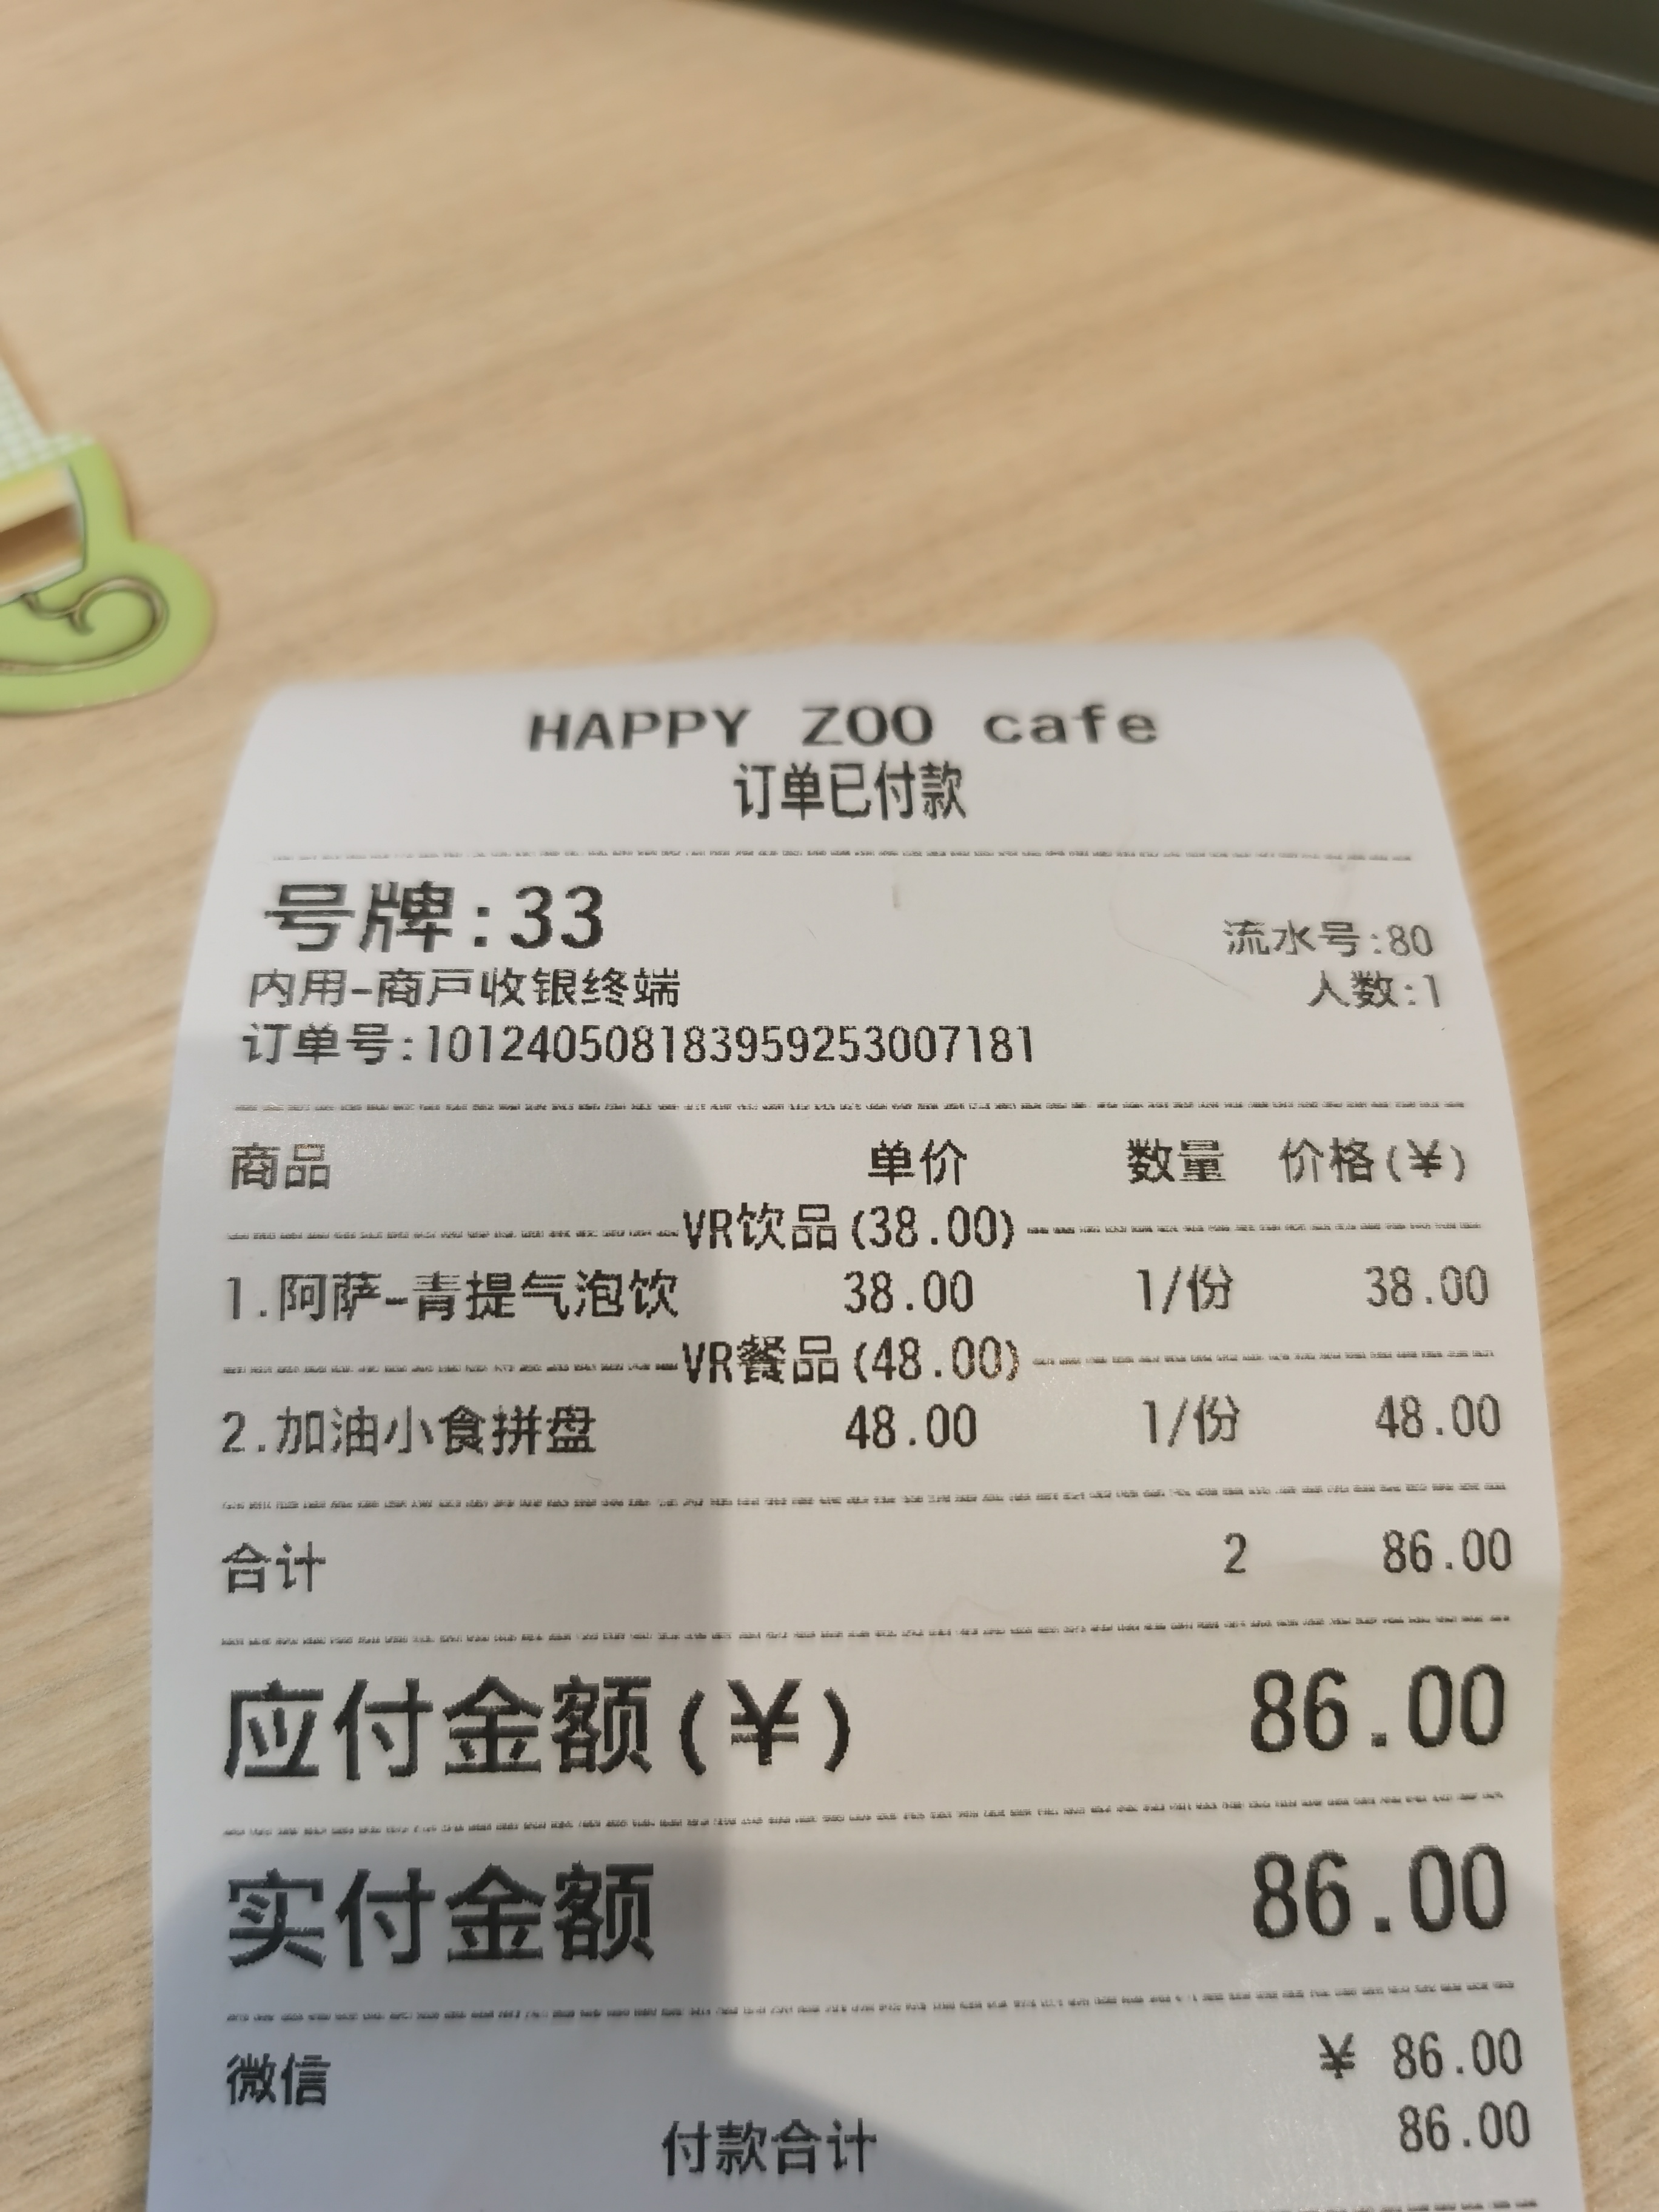 HAPPY ZOO cafe
订单已付款
号牌:33
流水号:80
内用-商户收银终端
人数:1
订单号:101240508183959253007181
商品 单价 数量 价格(¥)
VR饮品(38.00)
1.阿萨-青提气泡饮 38.00 1/份 38.00
VR餐品(48.00)
2.加油小食拼盘 48.00 1/份 48.00
合计 2 86.00
应付金额(¥) 86.00
实付金额 86.00
微信 ¥ 86.00
付款合计 86.00